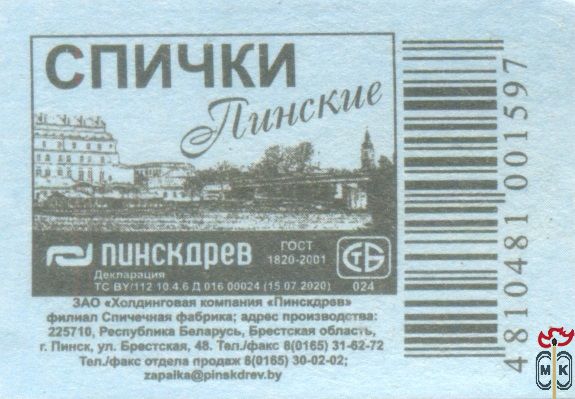 СПИЧКИ
Пинские
ПИНСКДРЕВ
ГОСТ
1820-2001
СТБ
Декларация
ТС BY/112 10.4.6 Д 016 00024 (15.07.2020)
024
ЗАО «Холдинговая компания «Пинскдрев»
филиал Спичечная фабрика; адрес производства:
225710, Республика Беларусь, Брестская область,
г. Пинск, ул. Брестская, 48. Тел./факс 8(0165) 31-62-72
Тел./факс отдела продаж 8(0165) 30-02-02;
zapalka@pinskdrev.by
4810481 001597
МК